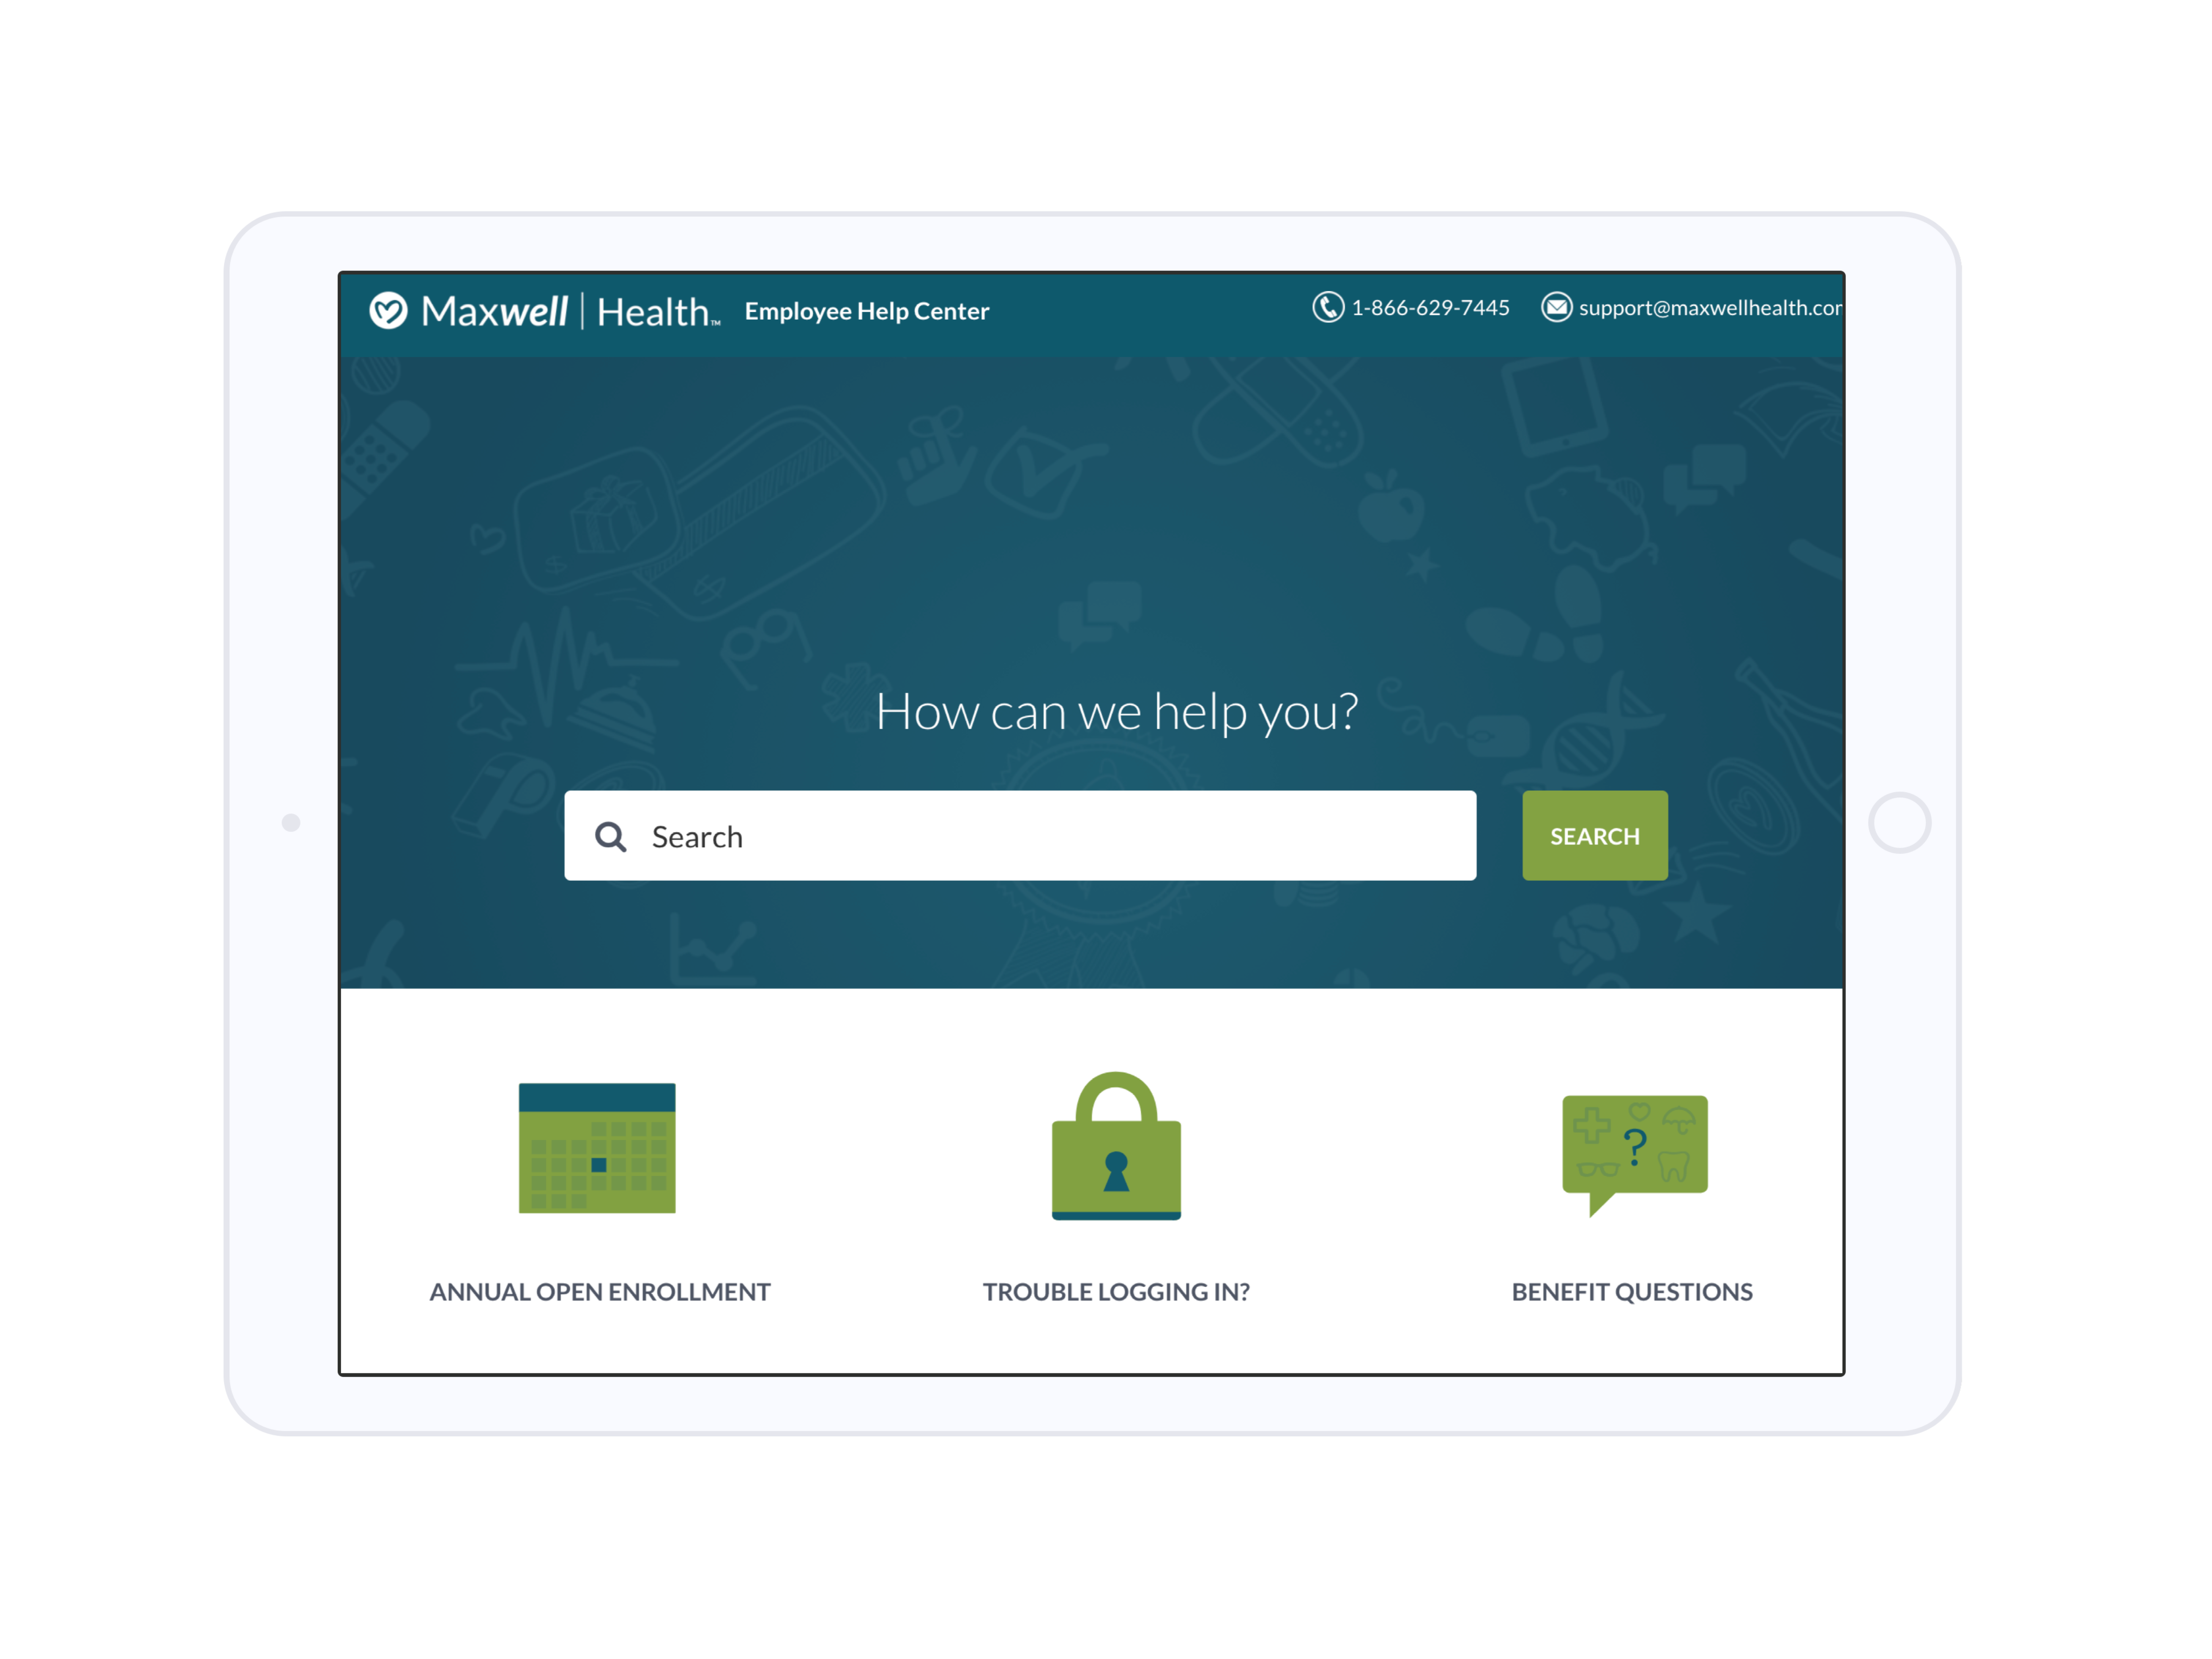 Maxwell | Health™ Employee Help Center 1-866-629-7445 support@maxwellhealth.cor
How can we help you?
Search SEARCH
ANNUAL OPEN ENROLLMENT TROUBLE LOGGING IN? BENEFIT QUESTIONS